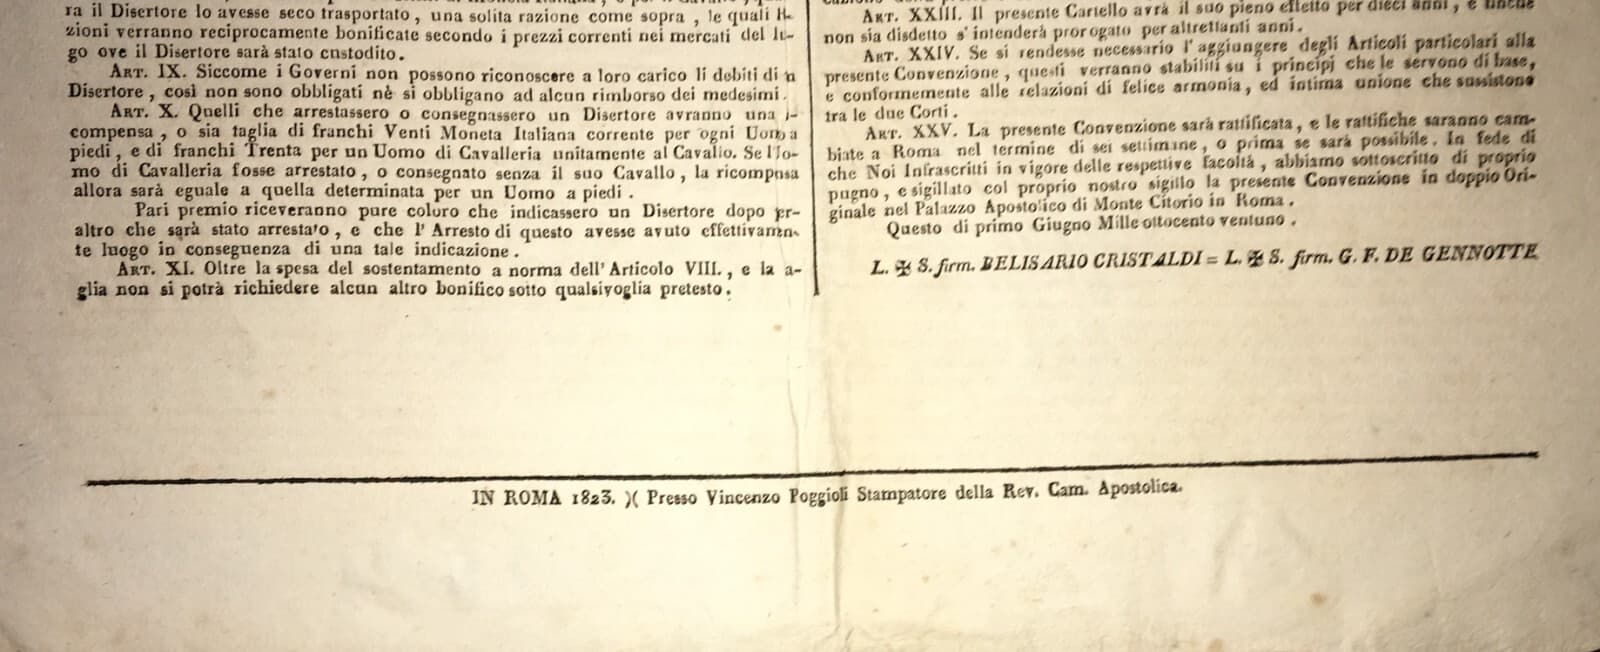 ra il Disertore lo avesse seco trasportato, una solita razione come sopra, le quali
zioni verranno reciprocamente bonificate secondo i prezzi correnti nei mercati del
go ove il Disertore sarà stato custodito.
ART. IX. Siccome i Governi non possono riconoscere a loro carico li debiti di n
Disertore, così non sono obbligati nè si obbligano ad alcun rimborso dei medesimi.
ART. X. Quelli che arrestassero o consegnassero un Disertore avranno una
compensa, o sia taglia di franchi Venti Moneta Italiana corrente per ogni Uom a
piedi, e di franchi Trenta per un Uomo di Cavalleria unitamente al Cavallo. Se l
mo di Cavalleria fosse arrestato, o consegnato senza il suo Cavallo, la ricompnsa
allora sarà eguale a quella determinata per un Uomo a piedi.
Pari premio riceveranno pure coloro che indicassero un Disertore dopo
altro che sarà stato arrestato, e che l'Arresto di questo avesse avuto effettivamn-
te luogo in conseguenza di una tale indicazione.
ART. XI. Oltre la spesa del sostentamento a norma dell'Articolo VIII., e la a-
glia non si potrà richiedere alcun altro bonifico sotto qualsivoglia pretesto.
ART. XXIII. Il presente Cartello avrà il suo pieno effetto per dieci anni, e finchè
non sia disdetto s'intenderà prorogato per altrettanti anni.
ART. XXIV. Se si rendesse necessario l'aggiungere degli Articoli particolari alla
presente Convenzione, questi verranno stabiliti su i principj che le servono di base,
e conformemente alle relazioni di felice armonia, ed intima unione che sussistono
tra le due Corti.
ART. XXV. La presente Convenzione sarà rattificata, e le rattifiche saranno cam-
biate a Roma nel termine di sei settimane, o prima se sarà possibile. In fede di
che Noi Infrascritti in vigore delle respettive facoltà, abbiamo sottoscritto di proprio
pugno, e sigillato col proprio nostro sigillo la presente Convenzione in doppio Ori-
ginale nel Palazzo Apostolico di Monte Citorio in Roma.
Questo dì primo Giugno Mille ottocento ventuno.
L. ✠ S. firm. BELISARIO CRISTALDI = L. ✠ S. firm. G. F. DE GENNOTTE
IN ROMA 1823. )( Presso Vincenzo Poggioli Stampatore della Rev. Cam. Apostolica.